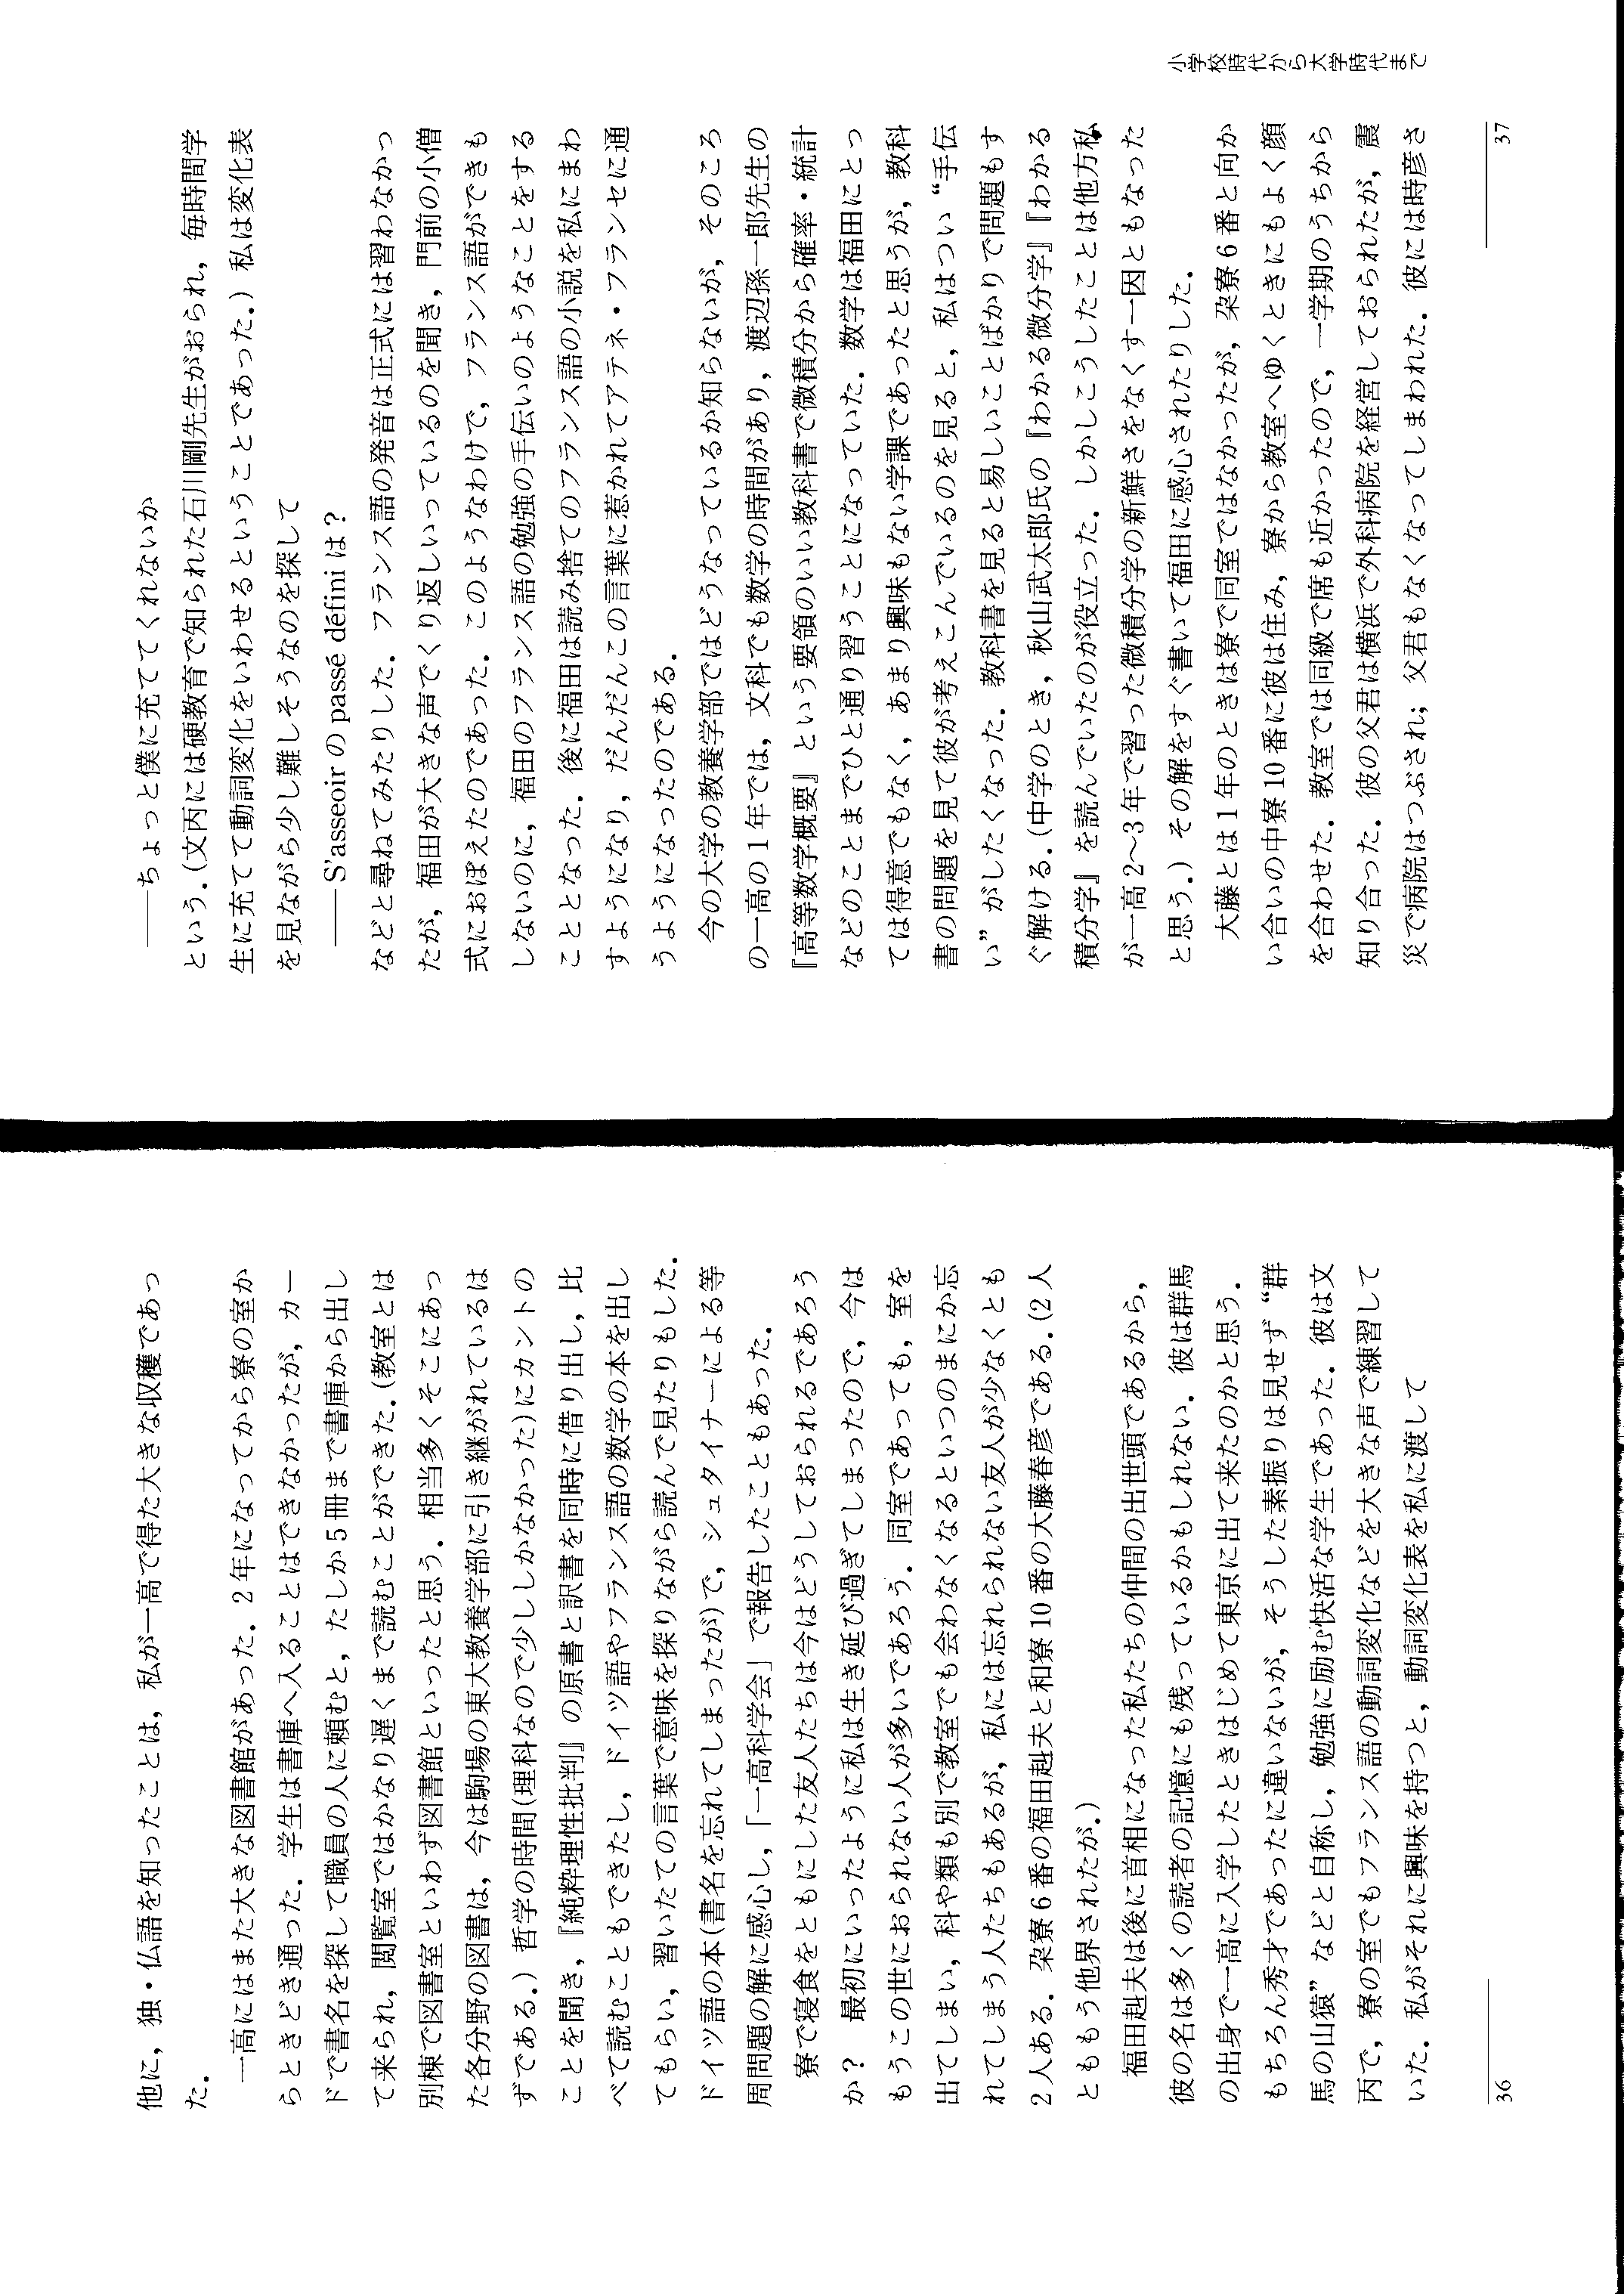 他に，独・仏語を知ったことは，私が一高で得た大きな収穫であっ
た．
一高にはまた大きな図書館があった．2年になってから寮の室か
らときどき通った．学生は書庫へ入ることはできなかったが，カー
ドで書名を探して職員の人に頼むと，たしか5冊まで書庫から出し
て来られ，閲覧室ではかなり遅くまで読むことができた．（教室とは
別棟で図書室といわず図書館といったと思う．相当多くそこにあっ
た各分野の図書は，今は駒場の東大教養学部に引き継がれているは
ずである．）哲学の時間（理科なので少ししかなかった）にカントの
ことを聞き，『純粋理性批判』の原書と訳書を同時に借り出し，比
べて読むこともできたし，ドイツ語やフランス語の数学の本を出し
てもらい，習いたての言葉で意味を探りながら読んで見たりもした．
ドイツ語の本（書名を忘れてしまったが）で，シュタイナーによる等
周問題の解に感心し，「一高科学会」で報告したこともあった．
寮で寝食をともにした友人たちは今はどうしておられるであろう
か？ 最初にいったように私は生き延び過ぎてしまったので，今は
もうこの世におられない人が多いであろう．同室であっても，室を
出てしまい，科や類も別で教室でも会わなくなるといつのまにか忘
れてしまう人たちもあるが，私には忘れられない友人が少なくとも
2人ある．朶寮6番の福田赳夫と和寮10番の大藤春彦である．（2人
とももう他界されたが．）
福田赳夫は後に首相になった私たちの仲間の出世頭であるから，
彼の名は多くの読者の記憶にも残っているかもしれない．彼は群馬
の出身で一高に入学したときはじめて東京に出て来たのかと思う．
もちろん秀才であったに違いないが，そうした素振りは見せず“群
馬の山猿”などと自称し，勉強に励む快活な学生であった．彼は文
丙で，寮の室でもフランス語の動詞変化などを大きな声で練習して
いた．私がそれに興味を持つと，動詞変化表を私に渡して
36
――ちょっと僕に充ててくれないか
という．（文丙には硬教育で知られた石川剛先生がおられ，毎時間学
生に充てて動詞変化をいわせるということであった．）私は変化表
を見ながら少し難しそうなのを探して
――S'asseoir の passé défini は？
などと尋ねてみたりした．フランス語の発音は正式には習わなかっ
たが，福田が大きな声でくり返しいっているのを聞き，門前の小僧
式におぼえたのであった．このようなわけで，フランス語ができも
しないのに，福田のフランス語の勉強の手伝いのようなことをする
こととなった．後に福田は読み捨てのフランス語の小説を私にまわ
すようになり，だんだんこの言葉に惹かれてアテネ・フランセに通
うようになったのである．
今の大学の教養学部ではどうなっているか知らないが，そのころ
の一高の1年では，文科でも数学の時間があり，渡辺孫一郎先生の
『高等数学概要』という要領のいい教科書で微積分から確率・統計
などのことまでひと通り習うことになっていた．数学は福田にとっ
ては得意でもなく，あまり興味もない学課であったと思うが，教科
書の問題を見て彼が考えこんでいるのを見ると，私はつい“手伝
い”がしたくなった．教科書を見ると易しいことばかりで問題もす
ぐ解ける．（中学のとき，秋山武太郎氏の『わかる微分学』『わかる
積分学』を読んでいたのが役立った．しかしこうしたことは他方私
が一高2～3年で習った微積分学の新鮮さをなくす一因ともなった
と思う．）その解をすぐ書いて福田に感心されたりした．
大藤とは1年のときは寮で同室ではなかったが，朶寮6番と向か
い合いの中寮10番に彼は住み，寮から教室へゆくときにもよく顔
を合わせた．教室では同級で席も近かったので，一学期のうちから
知り合った．彼の父君は横浜で外科病院を経営しておられたが，震
災で病院はつぶされ；父君もなくなってしまわれた．彼には時彦さ
小学校時代から大学時代まで
37